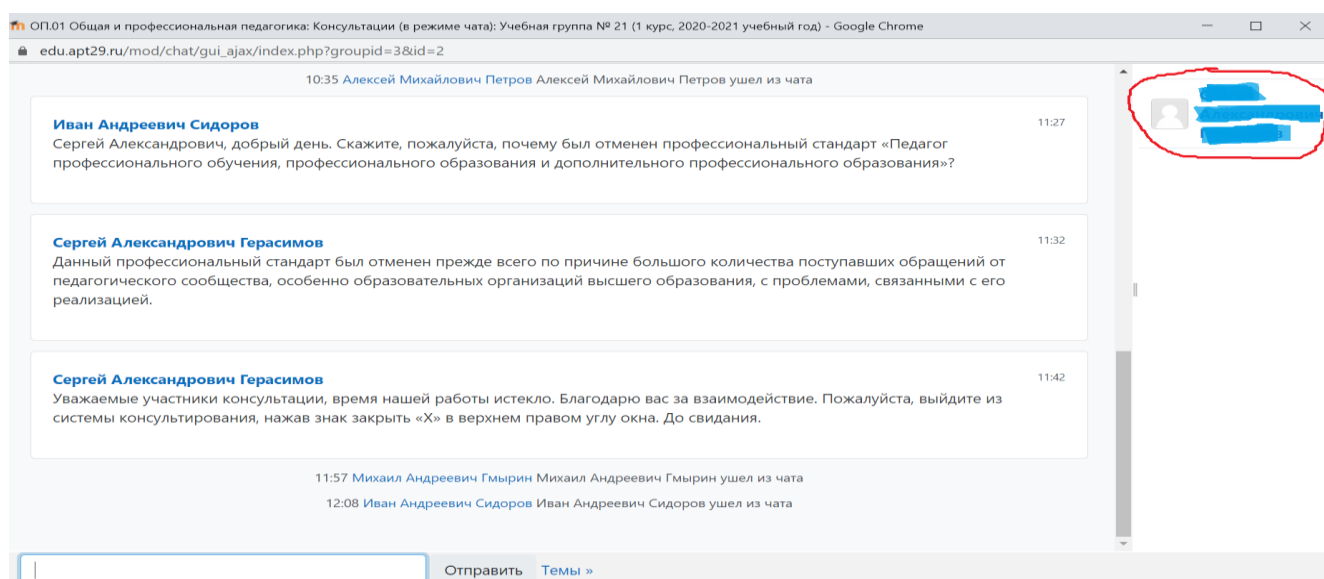 ОП.01 Общая и профессиональная педагогика: Консультации (в режиме чата): Учебная группа № 21 (1 курс, 2020-2021 учебный год) - Google Chrome
edu.apt29.ru/mod/chat/gui_ajax/index.php?groupid=3&id=2
10:35 Алексей Михайлович Петров Алексей Михайлович Петров ушел из чата
Иван Андреевич Сидоров 11:27
Сергей Александрович, добрый день. Скажите, пожалуйста, почему был отменен профессиональный стандарт «Педагог
профессионального обучения, профессионального образования и дополнительного профессионального образования»?
Сергей Александрович Герасимов 11:32
Данный профессиональный стандарт был отменен прежде всего по причине большого количества поступавших обращений от
педагогического сообщества, особенно образовательных организаций высшего образования, с проблемами, связанными с его
реализацией.
Сергей Александрович Герасимов 11:42
Уважаемые участники консультации, время нашей работы истекло. Благодарю вас за взаимодействие. Пожалуйста, выйдите из
системы консультирования, нажав знак закрыть «X» в верхнем правом углу окна. До свидания.
11:57 Михаил Андреевич Гмырин Михаил Андреевич Гмырин ушел из чата
12:08 Иван Андреевич Сидоров Иван Андреевич Сидоров ушел из чата
Отправить Темы »